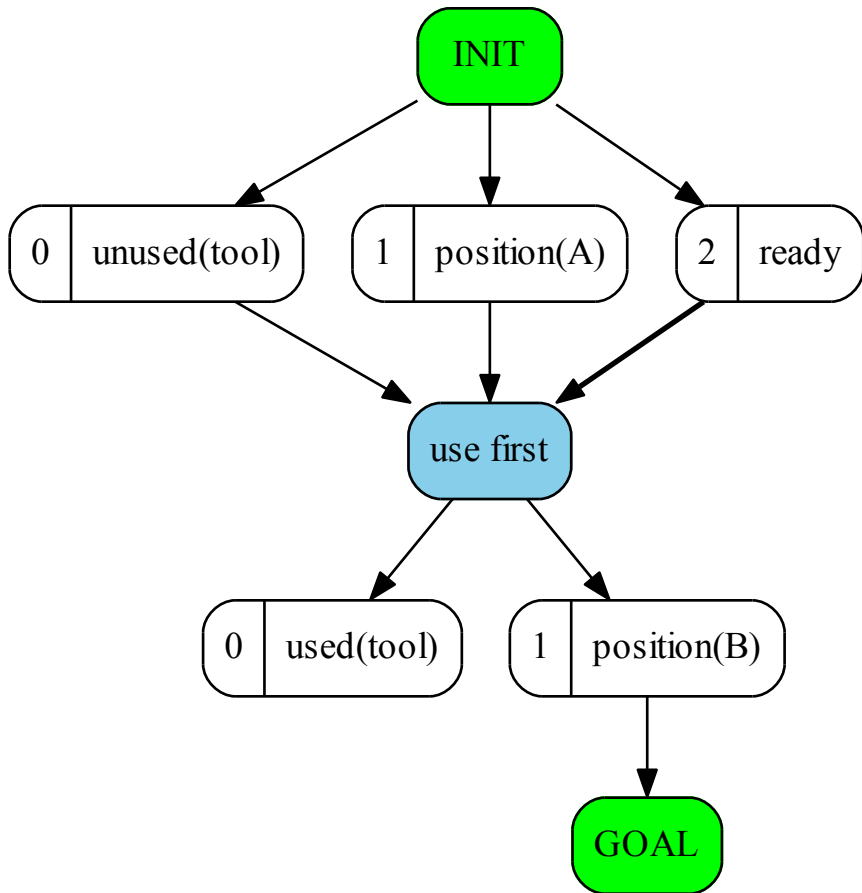 INIT
0 unused(tool)
1 position(A)
2 ready
use first
0 used(tool)
1 position(B)
GOAL